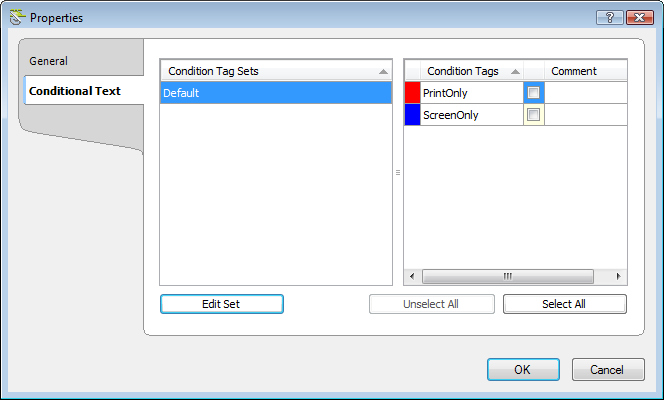 Properties
General
Conditional Text
Condition Tag Sets
Default
Condition Tags Comment
PrintOnly
ScreenOnly
Edit Set
Unselect All
Select All
OK
Cancel